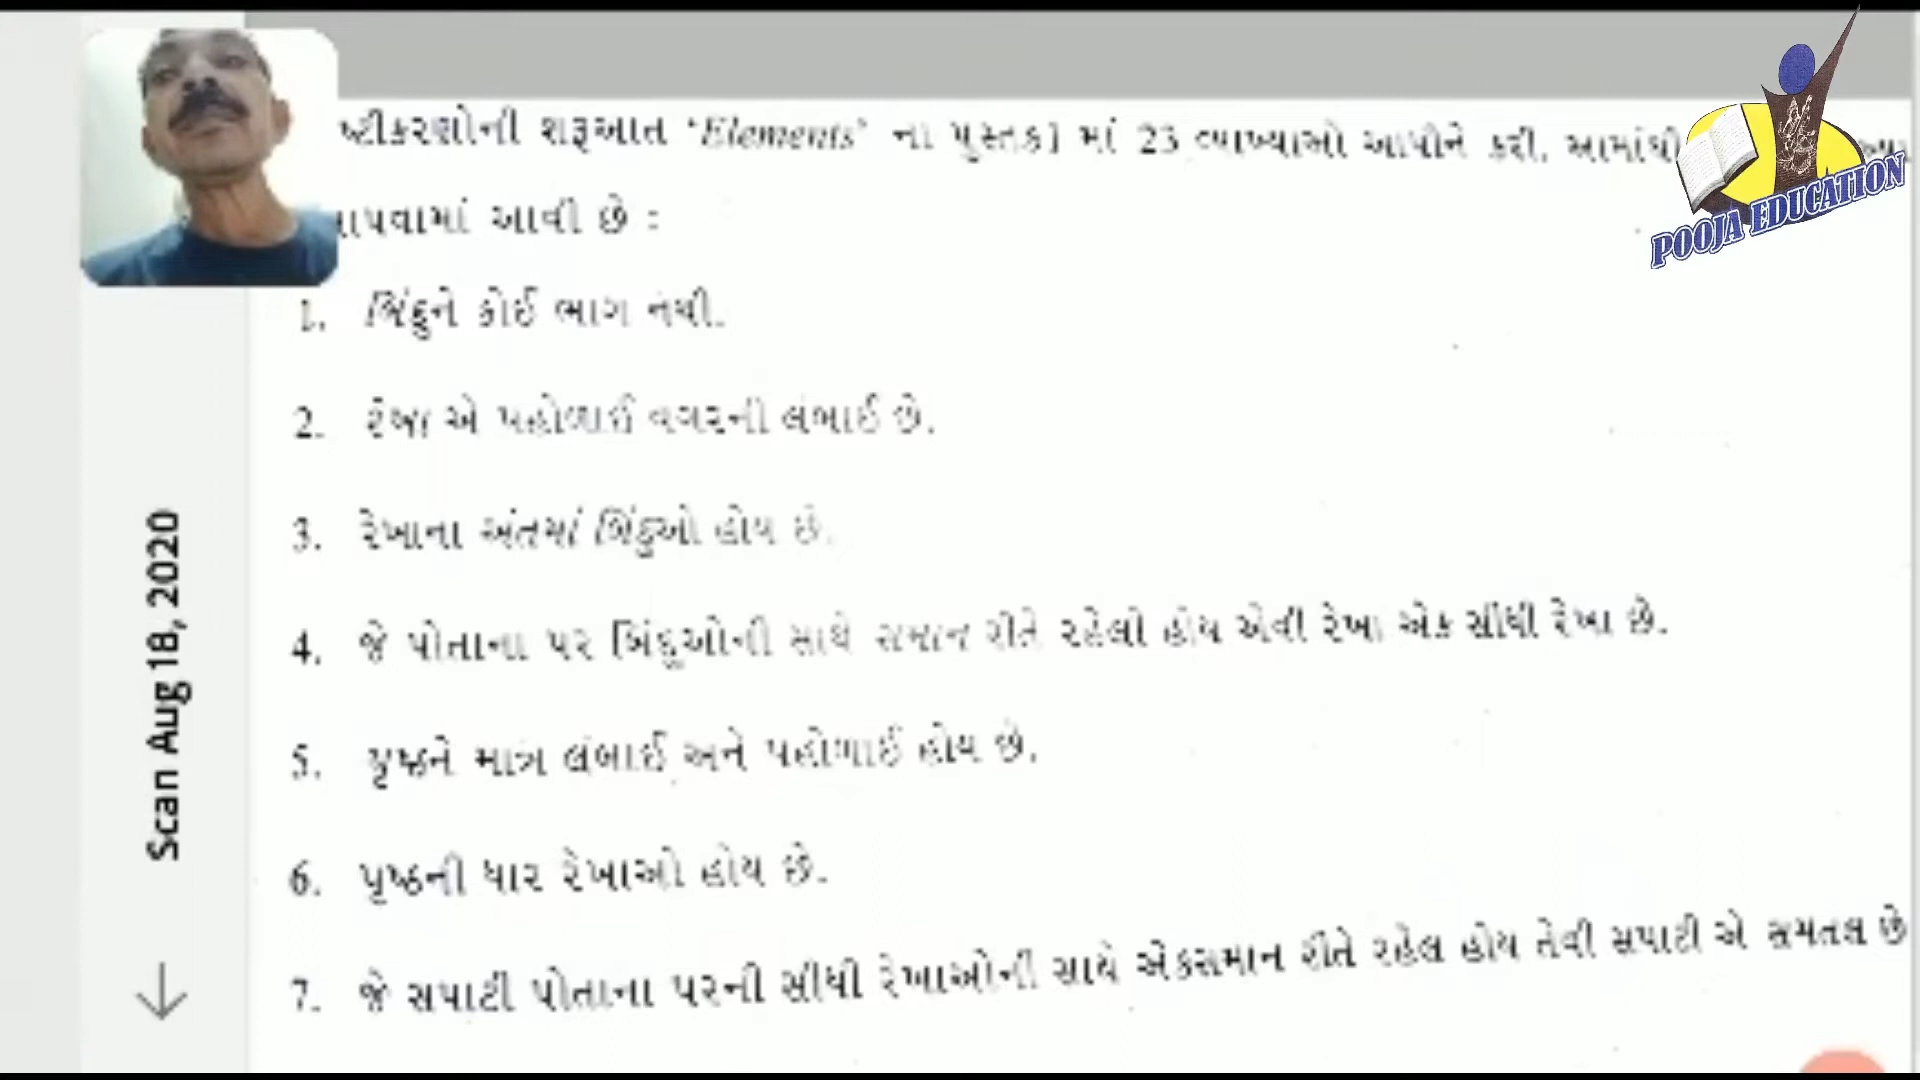 ષ્ટીકરણોની શરૂઆત ‘Elements’ ના પુસ્તક 1 માં 23 વ્યાખ્યાઓ આપીને કરી. આમાંથી
આપવામાં આવી છે :
1. બિંદુને કોઈ ભાગ નથી.
2. રેખા એ પહોળાઈ વગરની લંબાઈ છે.
3. રેખાના અંતમાં બિંદુઓ હોય છે.
4. જે પોતાના પર બિંદુઓની સાથે સમાન રીતે રહેલી હોય એવી રેખા એક સીધી રેખા છે.
5. પૃષ્ઠને માત્ર લંબાઈ અને પહોળાઈ હોય છે.
6. પૃષ્ઠની ધાર રેખાઓ હોય છે.
7. જે સપાટી પોતાના પરની સીધી રેખાઓની સાથે એકસમાન રીતે રહેલ હોય તેવી સપાટી એ સમતલ છે
Scan Aug 18, 2020
POOJA EDUCATION